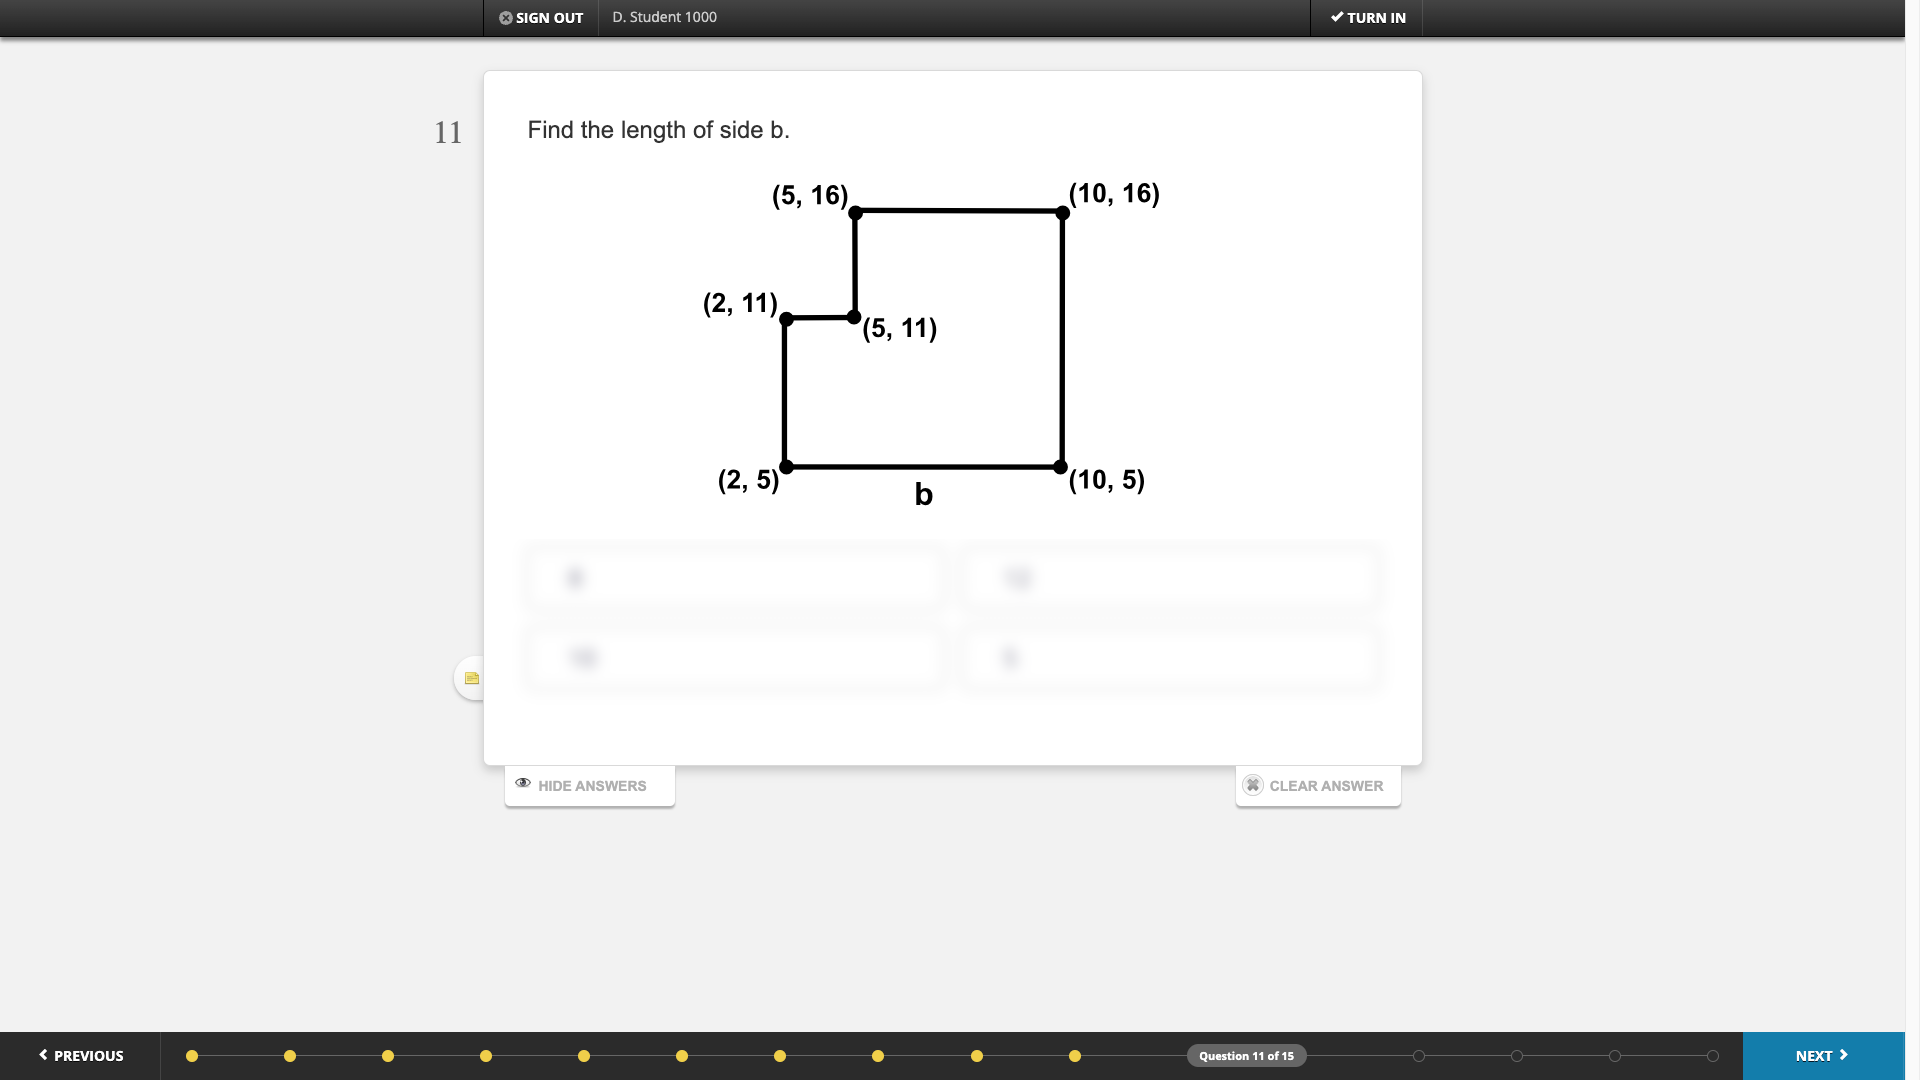 SIGN OUT
D. Student 1000
TURN IN
11
Find the length of side b.
(5, 16)
(10, 16)
(2, 11)
(5, 11)
(2, 5)
(10, 5)
b
HIDE ANSWERS
CLEAR ANSWER
PREVIOUS
Question 11 of 15
NEXT